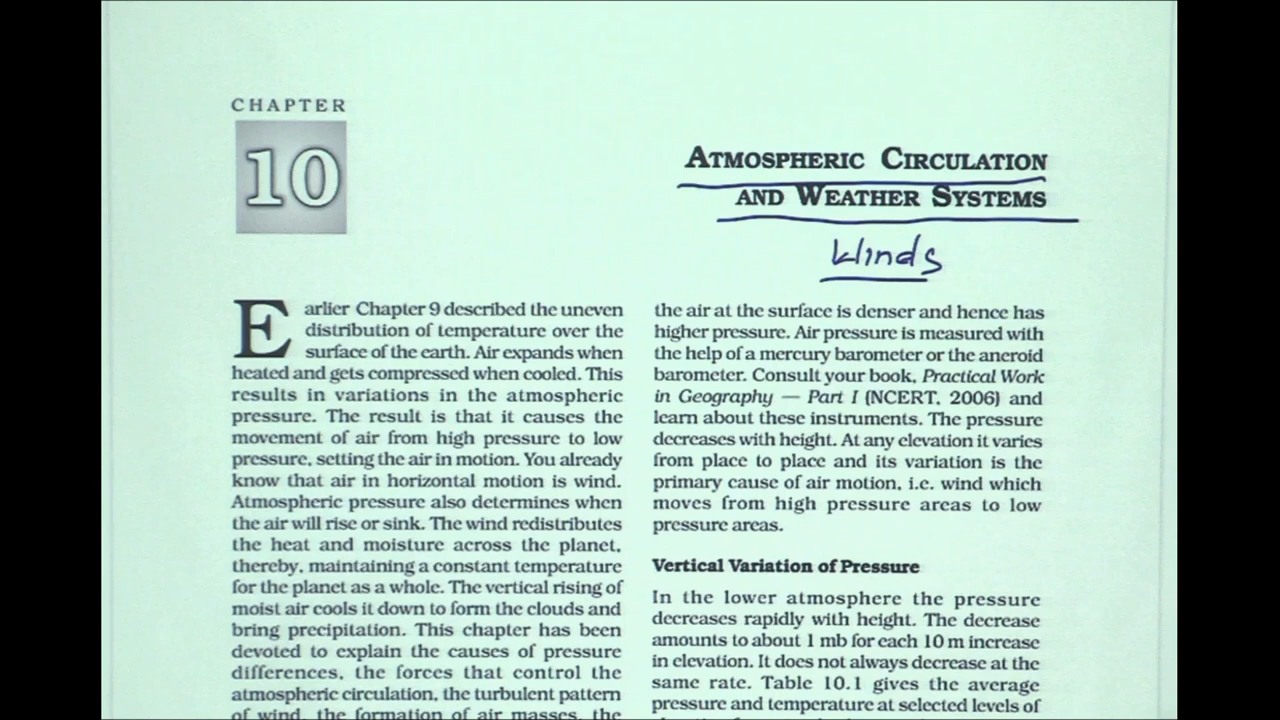 CHAPTER
10
ATMOSPHERIC CIRCULATION
AND WEATHER SYSTEMS
Winds
Earlier Chapter 9 described the uneven
distribution of temperature over the
surface of the earth. Air expands when
heated and gets compressed when cooled. This
results in variations in the atmospheric
pressure. The result is that it causes the
movement of air from high pressure to low
pressure, setting the air in motion. You already
know that air in horizontal motion is wind.
Atmospheric pressure also determines when
the air will rise or sink. The wind redistributes
the heat and moisture across the planet,
thereby, maintaining a constant temperature
for the planet as a whole. The vertical rising of
moist air cools it down to form the clouds and
bring precipitation. This chapter has been
devoted to explain the causes of pressure
differences, the forces that control the
atmospheric circulation, the turbulent pattern
of wind, the formation of air masses, the
the air at the surface is denser and hence has
higher pressure. Air pressure is measured with
the help of a mercury barometer or the aneroid
barometer. Consult your book, Practical Work
in Geography — Part I (NCERT, 2006) and
learn about these instruments. The pressure
decreases with height. At any elevation it varies
from place to place and its variation is the
primary cause of air motion, i.e. wind which
moves from high pressure areas to low
pressure areas.
Vertical Variation of Pressure
In the lower atmosphere the pressure
decreases rapidly with height. The decrease
amounts to about 1 mb for each 10 m increase
in elevation. It does not always decrease at the
same rate. Table 10.1 gives the average
pressure and temperature at selected levels of